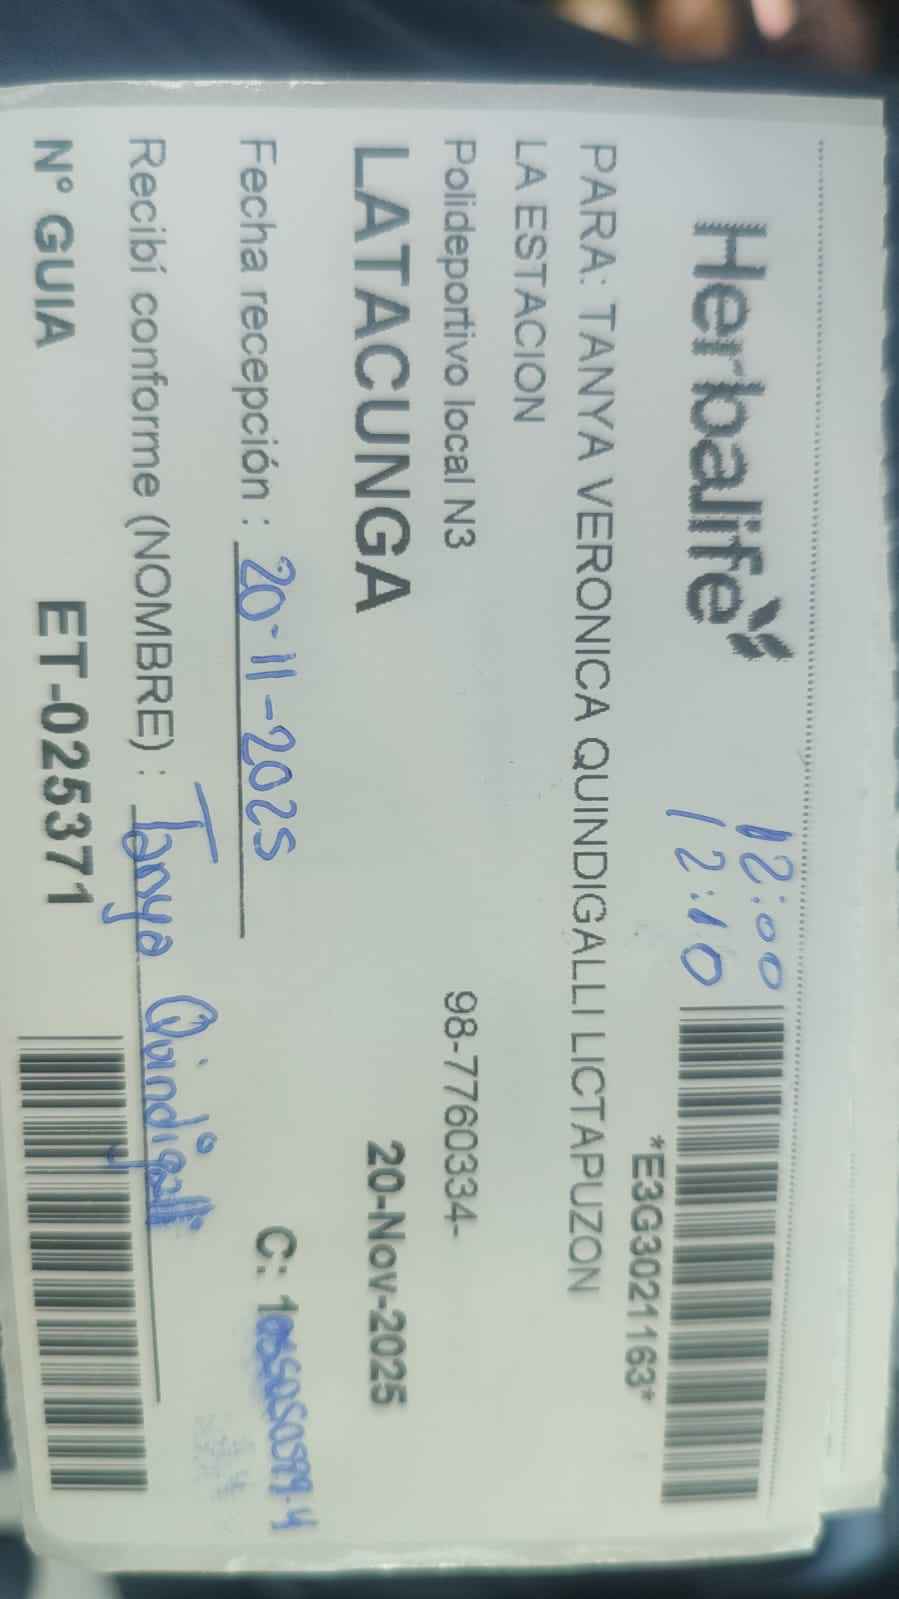 Herbalife
12:00
12:10
*E3G3021163*
PARA: TANYA VERONICA QUINDIGALLI LICTAPUZON
LA ESTACION
Polideportivo local N3 98-7760334-
LATACUNGA 20-Nov-2025
Fecha recepción : 20-11-2025 C: 1
Recibí conforme (NOMBRE) : Tanya Quindigalli
N° GUIA ET-025371